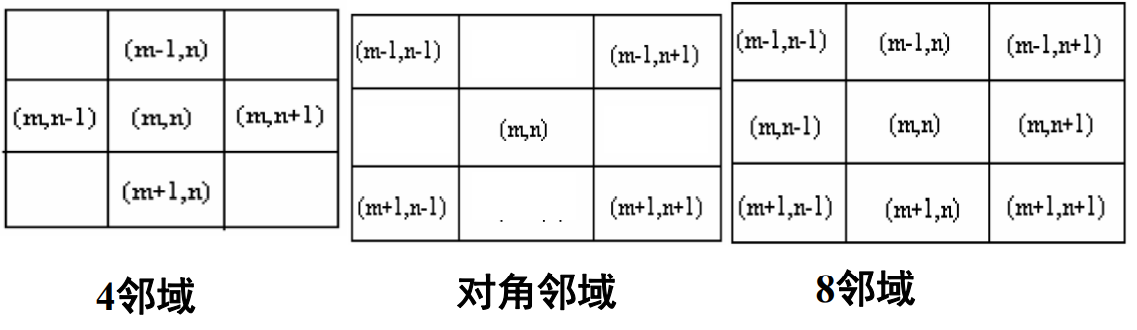 (m-1,n)
(m,n-1) (m,n) (m,n+1)
(m+1,n)
4邻域
(m-1,n-1) (m-1,n+1)
(m,n)
(m+1,n-1) (m+1,n+1)
对角邻域
(m-1,n-1) (m-1,n) (m-1,n+1)
(m,n-1) (m,n) (m,n+1)
(m+1,n-1) (m+1,n) (m+1,n+1)
8邻域